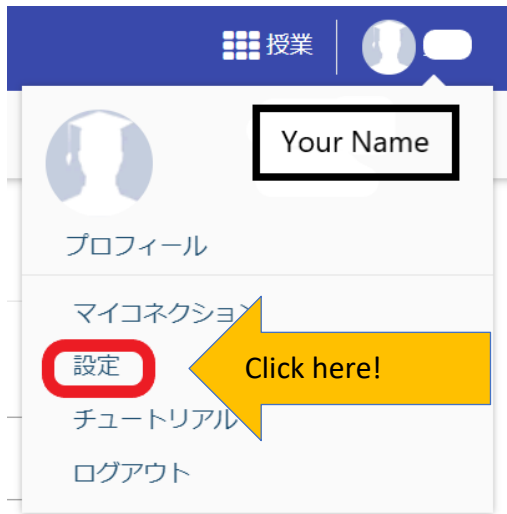 授業
Your Name
プロフィール
マイコネクション
設定
Click here!
チュートリアル
ログアウト